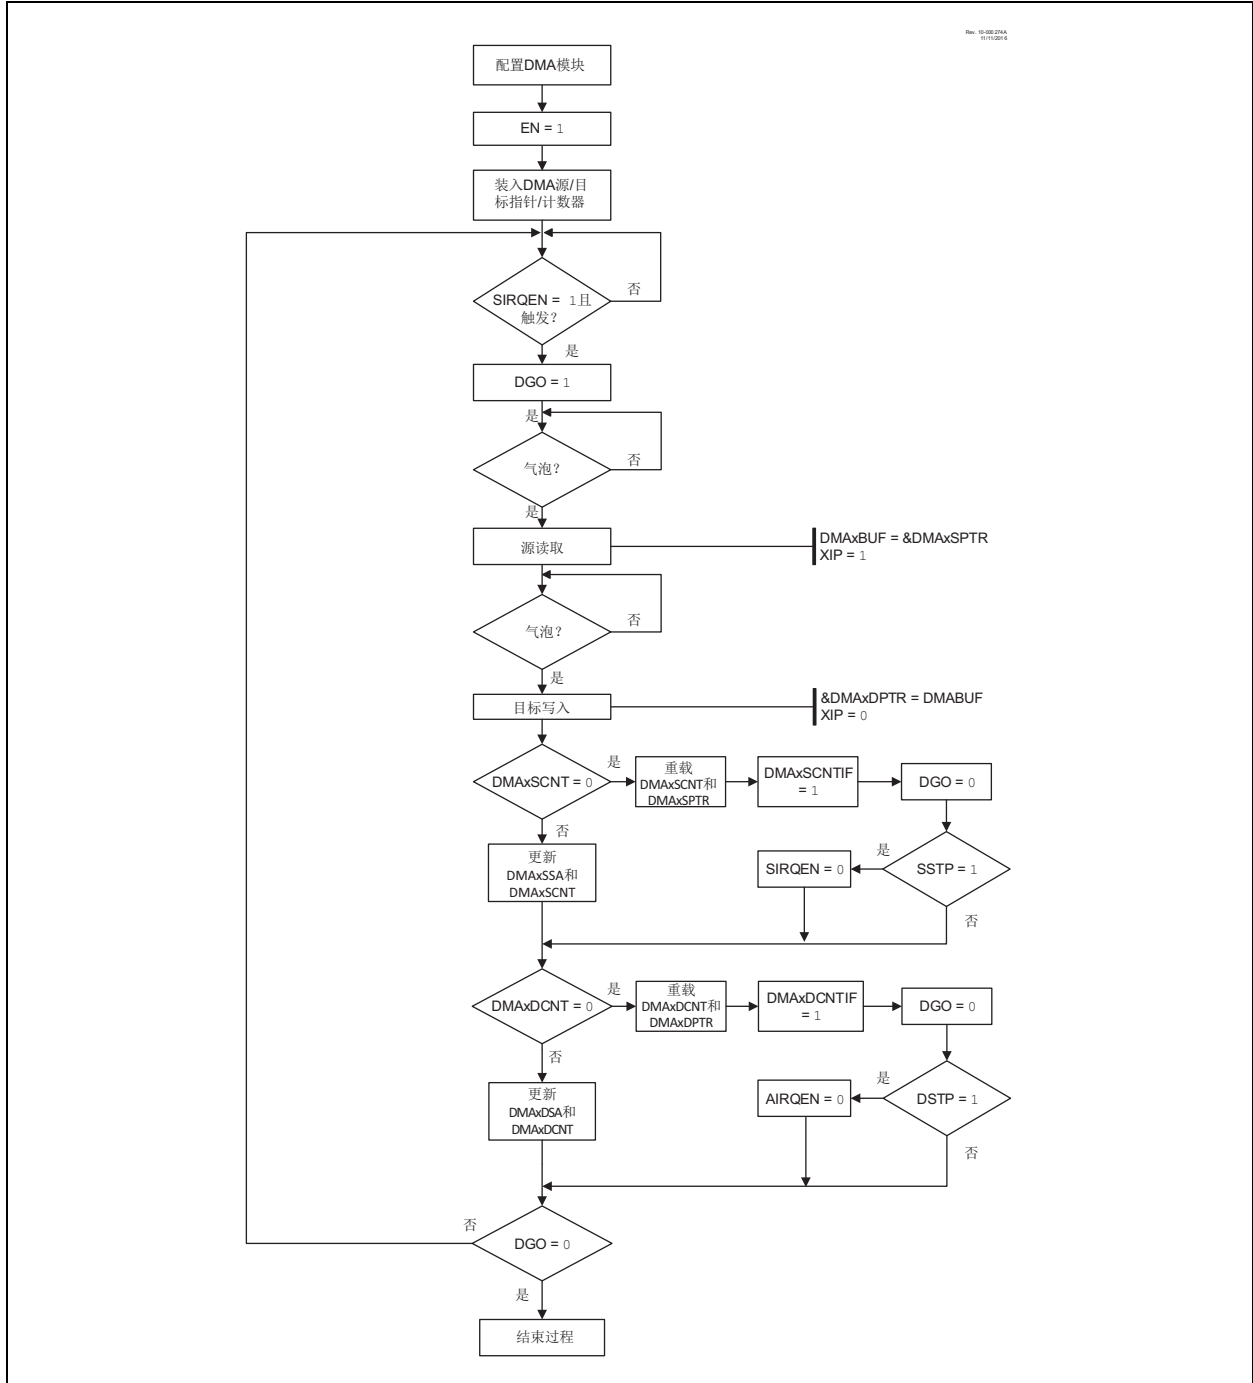 Rev. 10-000 274A
11/11/201 6
配置DMA模块
EN = 1
装入DMA源/目
标指针/计数器
SIRQEN = 1且
触发?
否
是
DGO = 1
是
气泡?
否
是
源读取
DMAxBUF = &DMAxSPTR
XIP = 1
气泡?
否
是
目标写入
&DMAxDPTR = DMABUF
XIP = 0
DMAxSCNT = 0
是
重载
DMAxSCNT和
DMAxSPTR
DMAxSCNTIF
= 1
DGO = 0
否
更新
DMAxSSA和
DMAxSCNT
SIRQEN = 0
是
SSTP = 1
否
DMAxDCNT = 0
是
重载
DMAxDCNT和
DMAxDPTR
DMAxDCNTIF
= 1
DGO = 0
否
更新
DMAxDSA和
DMAxDCNT
AIRQEN = 0
是
DSTP = 1
否
否
DGO = 0
是
结束过程